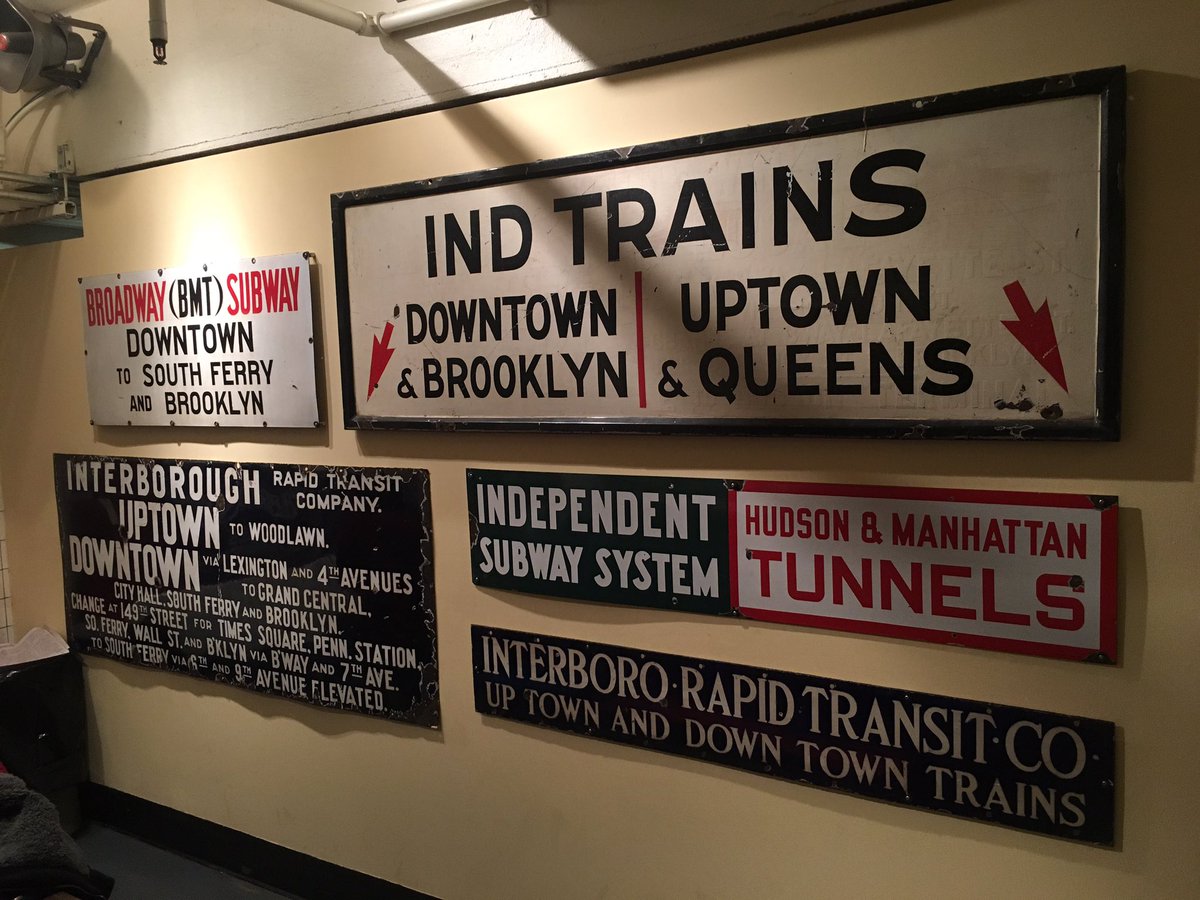 BROADWAY (BMT) SUBWAY
DOWNTOWN
TO SOUTH FERRY
AND BROOKLYN
IND TRAINS
DOWNTOWN
& BROOKLYN
UPTOWN
& QUEENS
INTERBOROUGH RAPID TRANSIT
COMPANY.
UPTOWN TO WOODLAWN.
DOWNTOWN VIA LEXINGTON AND 4TH AVENUES
TO GRAND CENTRAL,
CITY HALL, SOUTH FERRY AND BROOKLYN.
CHANGE AT 149TH STREET FOR TIMES SQUARE, PENN. STATION,
SO. FERRY, WALL ST. AND B'KLYN VIA B'WAY AND 7TH AVE.
TO SOUTH FERRY VIA 6TH AND 9TH AVENUE ELEVATED.
INDEPENDENT
SUBWAY SYSTEM
HUDSON & MANHATTAN
TUNNELS
INTERBORO·RAPID TRANSIT·CO·
UP TOWN AND DOWN TOWN TRAINS